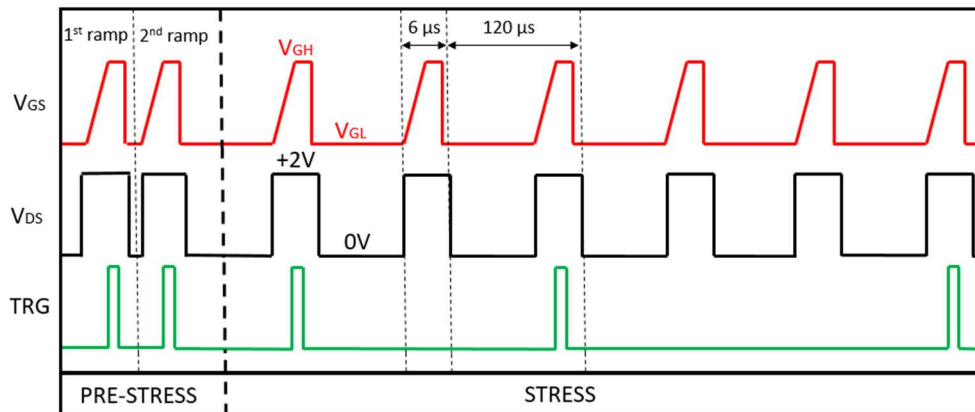 1st ramp 2nd ramp
6 µs
120 µs
VGH
VGS
VGL
+2V
VDS
0V
TRG
PRE-STRESS
STRESS